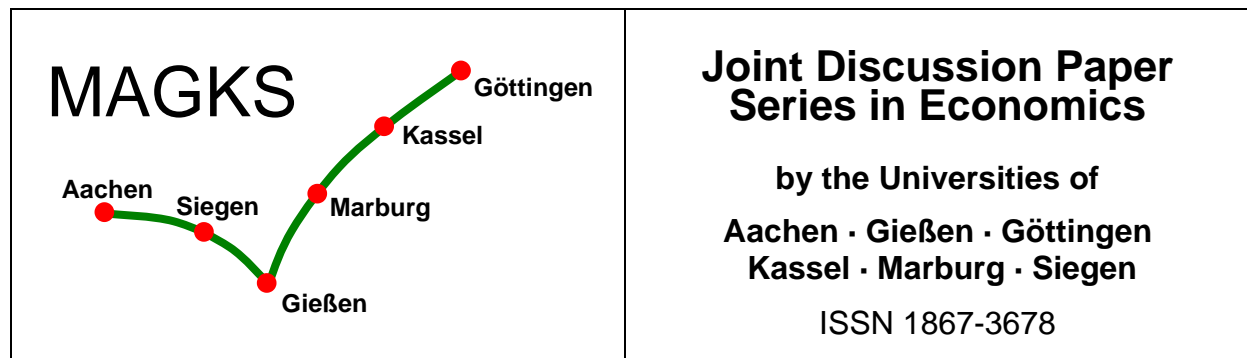 MAGKS
Göttingen
Kassel
Marburg
Aachen
Siegen
Gießen
Joint Discussion Paper
Series in Economics
by the Universities of
Aachen · Gießen · Göttingen
Kassel · Marburg · Siegen
ISSN 1867-3678